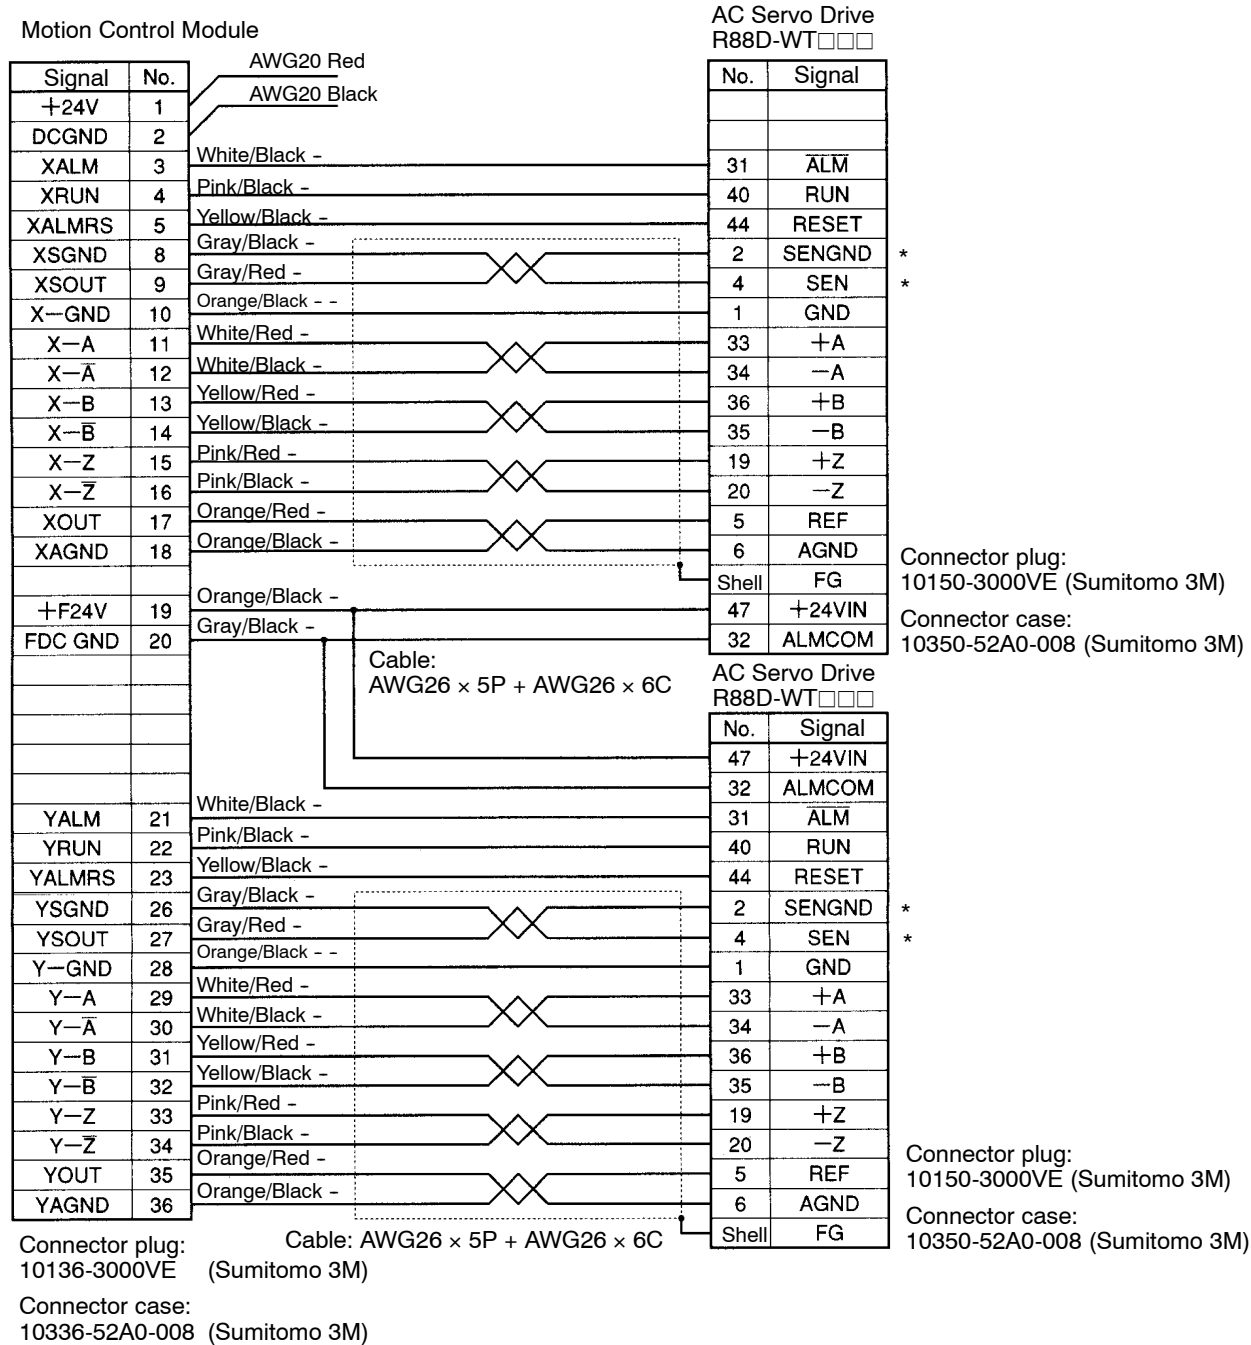 Motion Control Module
AC Servo Drive
R88D-WT□□□
Signal No.
+24V 1
DCGND 2
XALM 3
XRUN 4
XALMRS 5
XSGND 8
XSOUT 9
X—GND 10
X—A 11
X—A̅ 12
X—B 13
X—B̅ 14
X—Z 15
X—Z̅ 16
XOUT 17
XAGND 18
+F24V 19
FDC GND 20
YALM 21
YRUN 22
YALMRS 23
YSGND 26
YSOUT 27
Y—GND 28
Y—A 29
Y—A̅ 30
Y—B 31
Y—B̅ 32
Y—Z 33
Y—Z̅ 34
YOUT 35
YAGND 36
AWG20 Red
AWG20 Black
White/Black -
Pink/Black -
Yellow/Black -
Gray/Black -
Gray/Red -
Orange/Black - -
White/Red -
White/Black -
Yellow/Red -
Yellow/Black -
Pink/Red -
Pink/Black -
Orange/Red -
Orange/Black -
Orange/Black -
Gray/Black -
Cable:
AWG26 × 5P + AWG26 × 6C
White/Black -
Pink/Black -
Yellow/Black -
Gray/Black -
Gray/Red -
Orange/Black - -
White/Red -
White/Black -
Yellow/Red -
Yellow/Black -
Pink/Red -
Pink/Black -
Orange/Red -
Orange/Black -
Cable: AWG26 × 5P + AWG26 × 6C
No. Signal
31 A̅L̅M̅
40 RUN
44 RESET
2 SENGND *
4 SEN *
1 GND
33 +A
34 —A
36 +B
35 —B
19 +Z
20 —Z
5 REF
6 AGND
Shell FG
47 +24VIN
32 ALMCOM
Connector plug:
10150-3000VE (Sumitomo 3M)
Connector case:
10350-52A0-008 (Sumitomo 3M)
AC Servo Drive
R88D-WT□□□
No. Signal
47 +24VIN
32 ALMCOM
31 A̅L̅M̅
40 RUN
44 RESET
2 SENGND *
4 SEN *
1 GND
33 +A
34 —A
36 +B
35 —B
19 +Z
20 —Z
5 REF
6 AGND
Shell FG
Connector plug:
10150-3000VE (Sumitomo 3M)
Connector case:
10350-52A0-008 (Sumitomo 3M)
Connector plug:
10136-3000VE (Sumitomo 3M)
Connector case:
10336-52A0-008 (Sumitomo 3M)